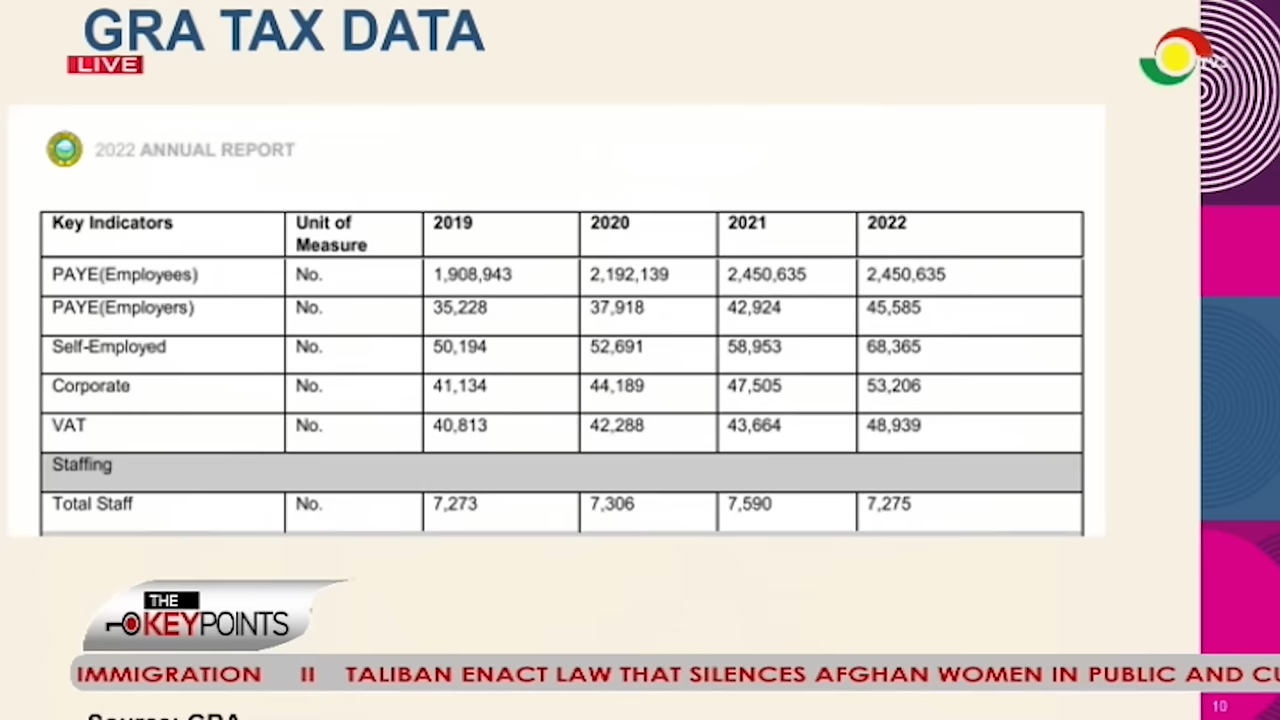 GRA TAX DATA
LIVE
2022 ANNUAL REPORT
Key Indicators Unit of Measure 2019 2020 2021 2022
PAYE(Employees) No. 1,908,943 2,192,139 2,450,635 2,450,635
PAYE(Employers) No. 35,228 37,918 42,924 45,585
Self-Employed No. 50,194 52,691 58,953 68,365
Corporate No. 41,134 44,189 47,505 53,206
VAT No. 40,813 42,288 43,664 48,939
Staffing
Total Staff No. 7,273 7,306 7,590 7,275
THE
KEYPOINTS
IMMIGRATION II TALIBAN ENACT LAW THAT SILENCES AFGHAN WOMEN IN PUBLIC AND
Source: GRA
10